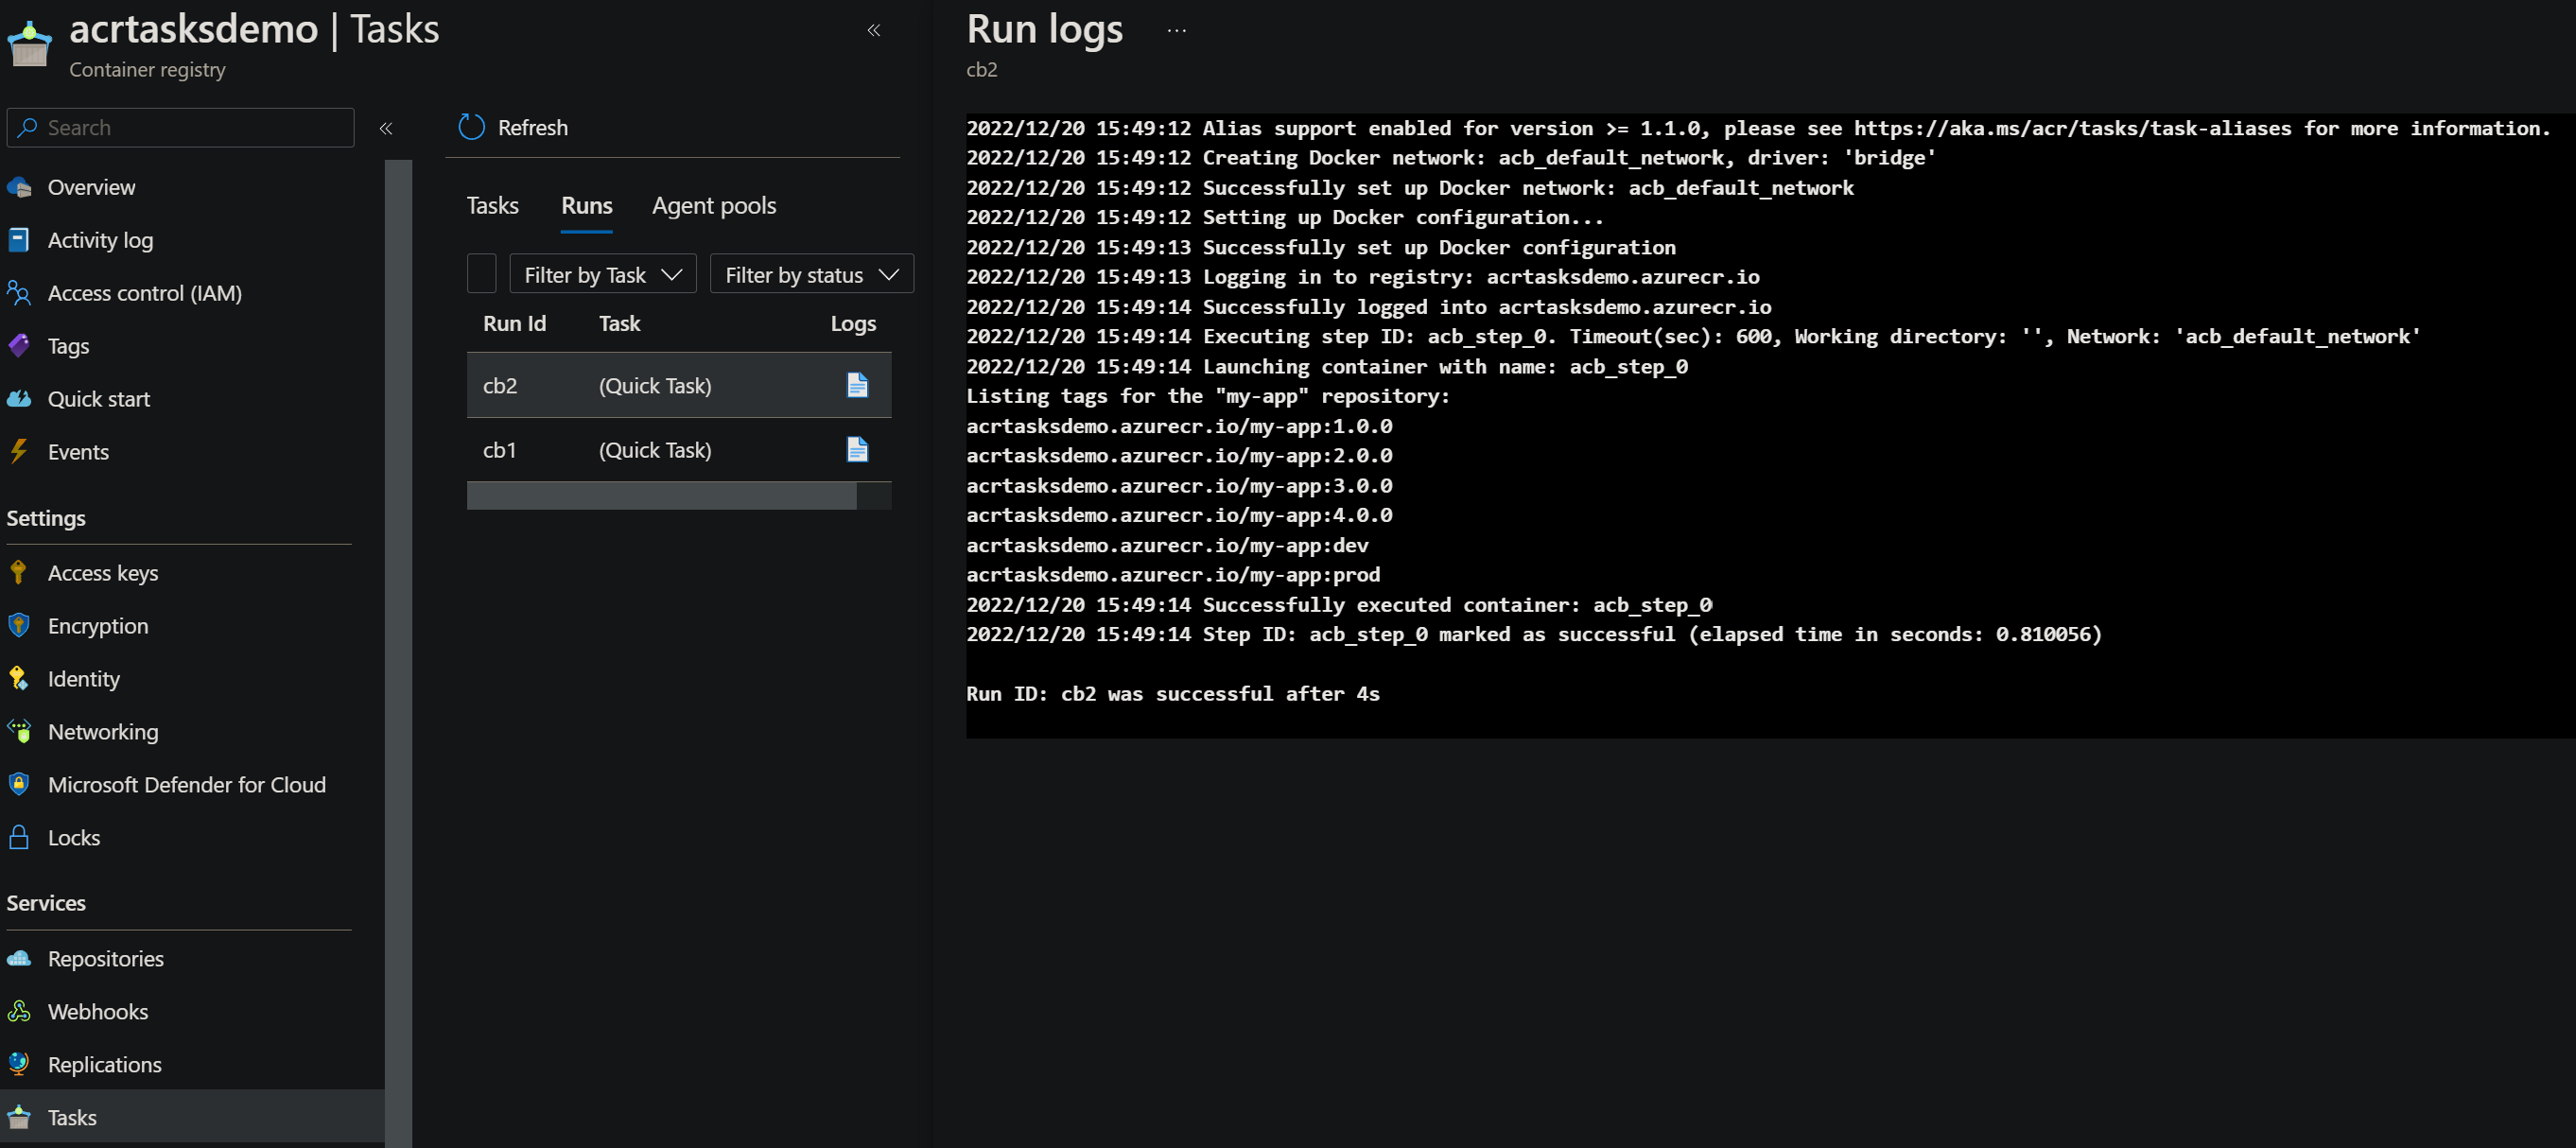 acrtasksdemo | Tasks
Container registry
Search
Overview
Activity log
Access control (IAM)
Tags
Quick start
Events
Settings
Access keys
Encryption
Identity
Networking
Microsoft Defender for Cloud
Locks
Services
Repositories
Webhooks
Replications
Tasks
Refresh
Tasks Runs Agent pools
Filter by Task Filter by status
Run Id Task Logs
cb2 (Quick Task)
cb1 (Quick Task)
Run logs ...
cb2
2022/12/20 15:49:12 Alias support enabled for version >= 1.1.0, please see https://aka.ms/acr/tasks/task-aliases for more information.
2022/12/20 15:49:12 Creating Docker network: acb_default_network, driver: 'bridge'
2022/12/20 15:49:12 Successfully set up Docker network: acb_default_network
2022/12/20 15:49:12 Setting up Docker configuration...
2022/12/20 15:49:13 Successfully set up Docker configuration
2022/12/20 15:49:13 Logging in to registry: acrtasksdemo.azurecr.io
2022/12/20 15:49:14 Successfully logged into acrtasksdemo.azurecr.io
2022/12/20 15:49:14 Executing step ID: acb_step_0. Timeout(sec): 600, Working directory: '', Network: 'acb_default_network'
2022/12/20 15:49:14 Launching container with name: acb_step_0
Listing tags for the "my-app" repository:
acrtasksdemo.azurecr.io/my-app:1.0.0
acrtasksdemo.azurecr.io/my-app:2.0.0
acrtasksdemo.azurecr.io/my-app:3.0.0
acrtasksdemo.azurecr.io/my-app:4.0.0
acrtasksdemo.azurecr.io/my-app:dev
acrtasksdemo.azurecr.io/my-app:prod
2022/12/20 15:49:14 Successfully executed container: acb_step_0
2022/12/20 15:49:14 Step ID: acb_step_0 marked as successful (elapsed time in seconds: 0.810056)
Run ID: cb2 was successful after 4s